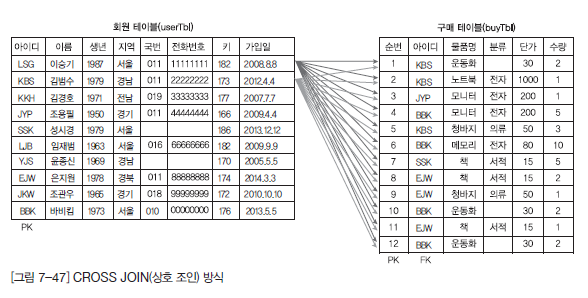 회원 테이블(userTbl)
아이디 이름 생년 지역 국번 전화번호 키 가입일
LSG 이승기 1987 서울 011 11111111 182 2008.8.8
KBS 김범수 1979 경남 011 22222222 173 2012.4.4
KKH 김경호 1971 전남 019 33333333 177 2007.7.7
JYP 조용필 1950 경기 011 44444444 166 2009.4.4
SSK 성시경 1979 서울 186 2013.12.12
LJB 임재범 1963 서울 016 66666666 182 2009.9.9
YJS 윤종신 1969 경남 170 2005.5.5
EJW 은지원 1978 경북 011 88888888 174 2014.3.3
JKW 조관우 1965 경기 018 99999999 172 2010.10.10
BBK 바비킴 1973 서울 010 00000000 176 2013.5.5
PK
구매 테이블(buyTbl)
순번 아이디 물품명 분류 단가 수량
1 KBS 운동화 30 2
2 KBS 노트북 전자 1000 1
3 JYP 모니터 전자 200 1
4 BBK 모니터 전자 200 5
5 KBS 청바지 의류 50 3
6 BBK 메모리 전자 80 10
7 SSK 책 서적 15 5
8 EJW 책 서적 15 2
9 EJW 청바지 의류 50 1
10 BBK 운동화 30 2
11 EJW 책 서적 15 1
12 BBK 운동화 30 2
PK FK
[그림 7-47] CROSS JOIN(상호 조인) 방식